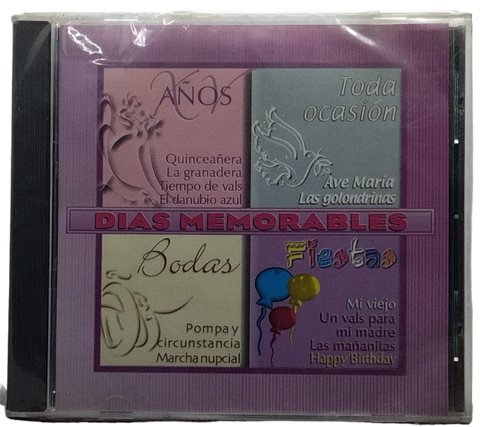 XV
AÑOS
Quinceañera
La granadera
Tiempo de vals
El danubio azul
Toda
ocasión
Ave María
Las golondrinas
DIAS MEMORABLES
Bodas
Pompa y
circunstancia
Marcha nupcial
Fiestas
Mi viejo
Un vals para
mi madre
Las mañanitas
Happy Birthday